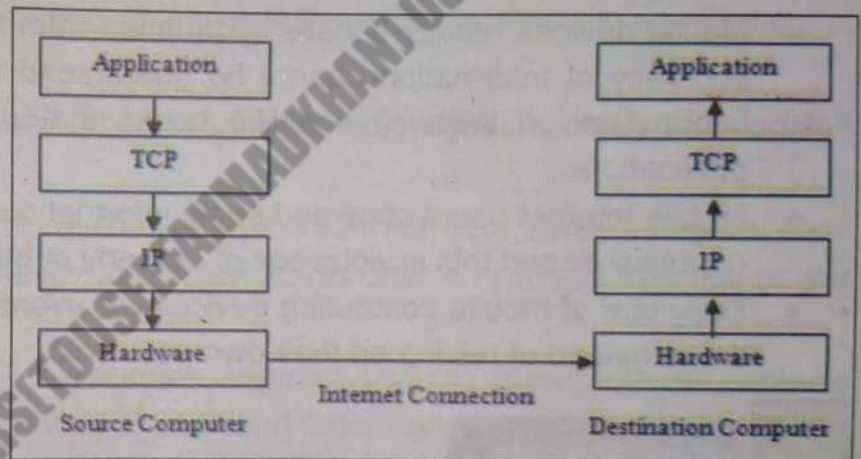 Application
Application
TCP
TCP
IP
IP
Hardware
Hardware
Internet Connection
Source Computer
Destination Computer